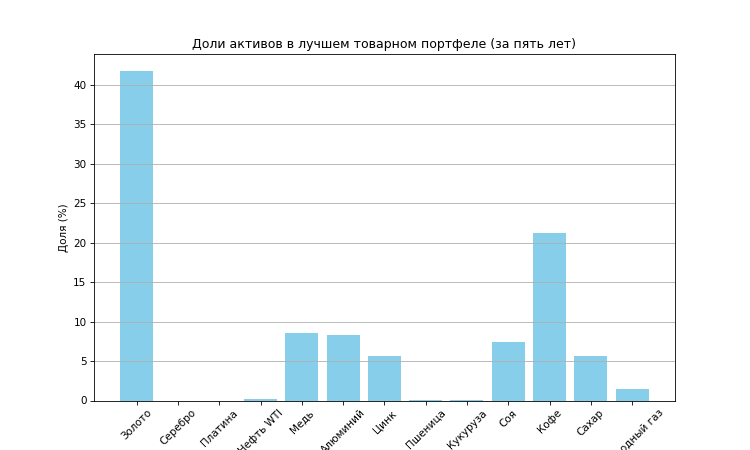 Доли активов в лучшем товарном портфеле (за пять лет)
Доля (%)
40
35
30
25
20
15
10
5
0
Золото
Серебро
Платина
Нефть WTI
Медь
Алюминий
Цинк
Пшеница
Кукуруза
Соя
Кофе
Сахар
одный газ